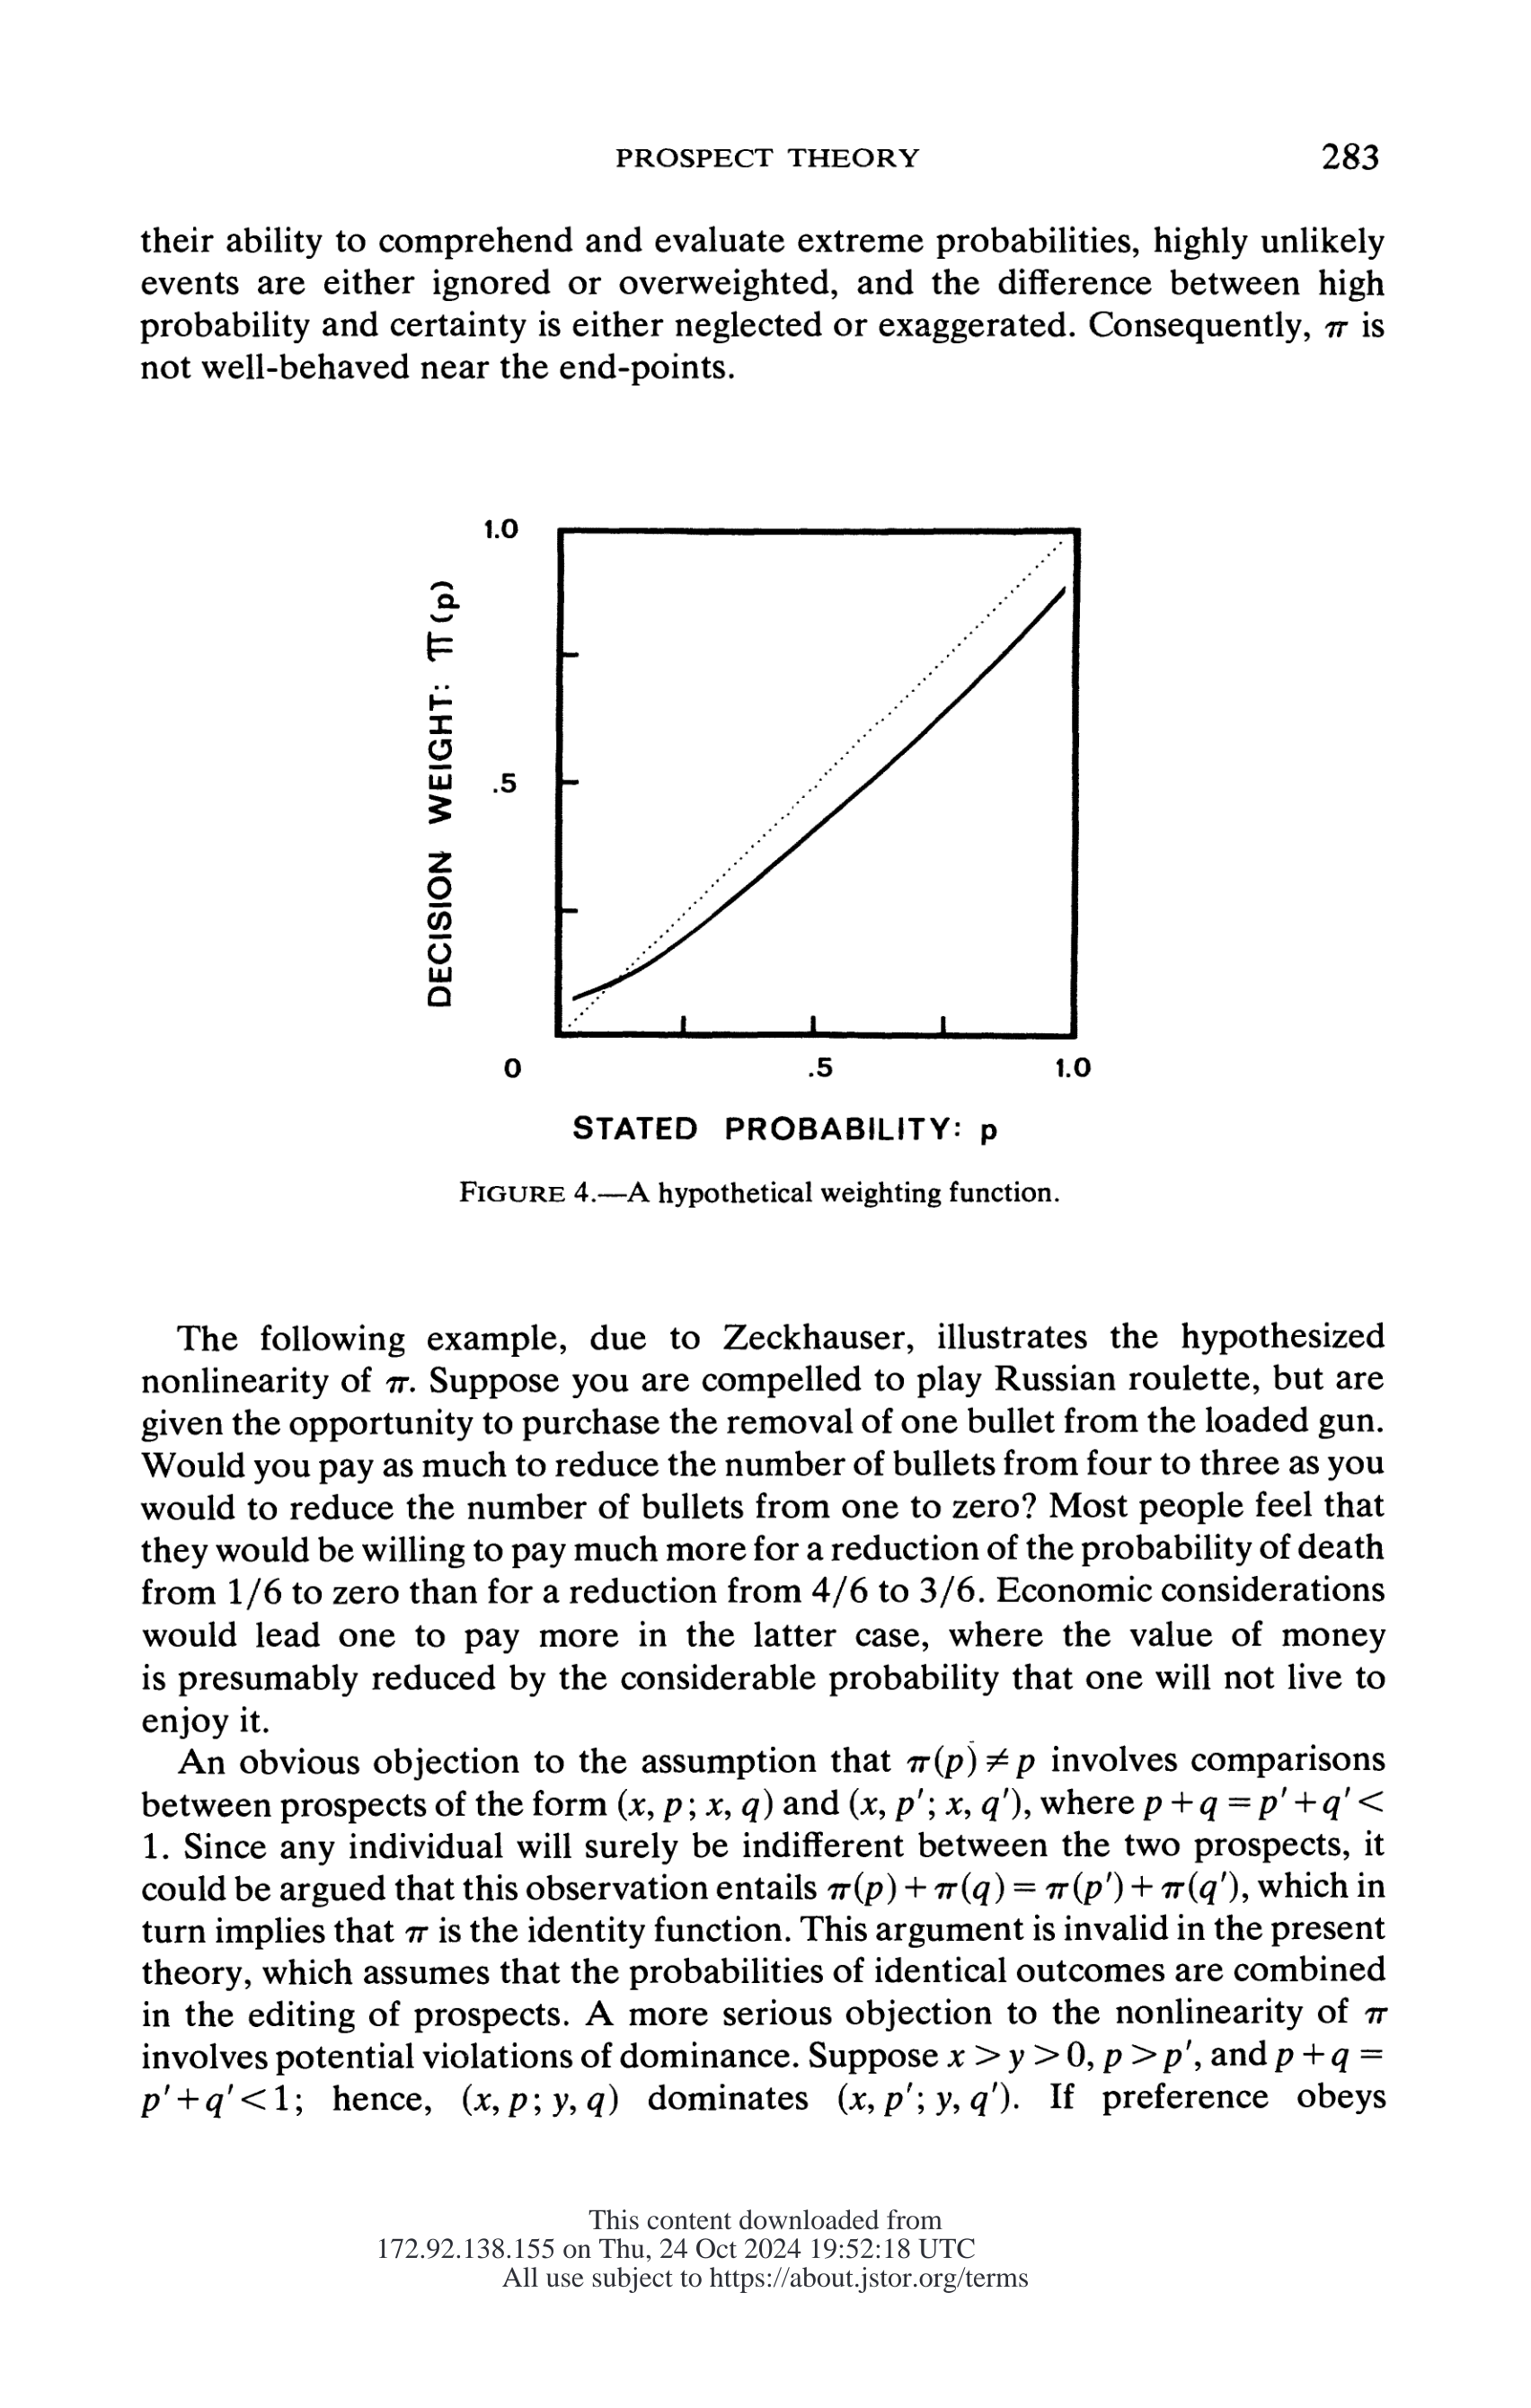 PROSPECT THEORY 283
their ability to comprehend and evaluate extreme probabilities, highly unlikely
events are either ignored or overweighted, and the difference between high
probability and certainty is either neglected or exaggerated. Consequently, π is
not well-behaved near the end-points.
1.0
DECISION WEIGHT: π(p)
.5
0 .5 1.0
STATED PROBABILITY: p
FIGURE 4.—A hypothetical weighting function.
The following example, due to Zeckhauser, illustrates the hypothesized
nonlinearity of π. Suppose you are compelled to play Russian roulette, but are
given the opportunity to purchase the removal of one bullet from the loaded gun.
Would you pay as much to reduce the number of bullets from four to three as you
would to reduce the number of bullets from one to zero? Most people feel that
they would be willing to pay much more for a reduction of the probability of death
from 1/6 to zero than for a reduction from 4/6 to 3/6. Economic considerations
would lead one to pay more in the latter case, where the value of money
is presumably reduced by the considerable probability that one will not live to
enjoy it.
An obvious objection to the assumption that π(p) ≠ p involves comparisons
between prospects of the form (x, p; x, q) and (x, p′; x, q′), where p + q = p′ + q′ <
1. Since any individual will surely be indifferent between the two prospects, it
could be argued that this observation entails π(p) + π(q) = π(p′) + π(q′), which in
turn implies that π is the identity function. This argument is invalid in the present
theory, which assumes that the probabilities of identical outcomes are combined
in the editing of prospects. A more serious objection to the nonlinearity of π
involves potential violations of dominance. Suppose x > y > 0, p > p′, and p + q =
p′ + q′ < 1; hence, (x, p; y, q) dominates (x, p′; y, q′). If preference obeys
This content downloaded from
172.92.138.155 on Thu, 24 Oct 2024 19:52:18 UTC
All use subject to https://about.jstor.org/terms